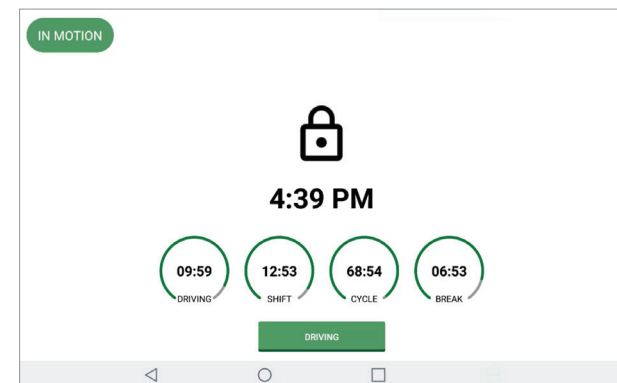 IN MOTION
4:39 PM
09:59 12:53 68:54 06:53
DRIVING SHIFT CYCLE BREAK
DRIVING